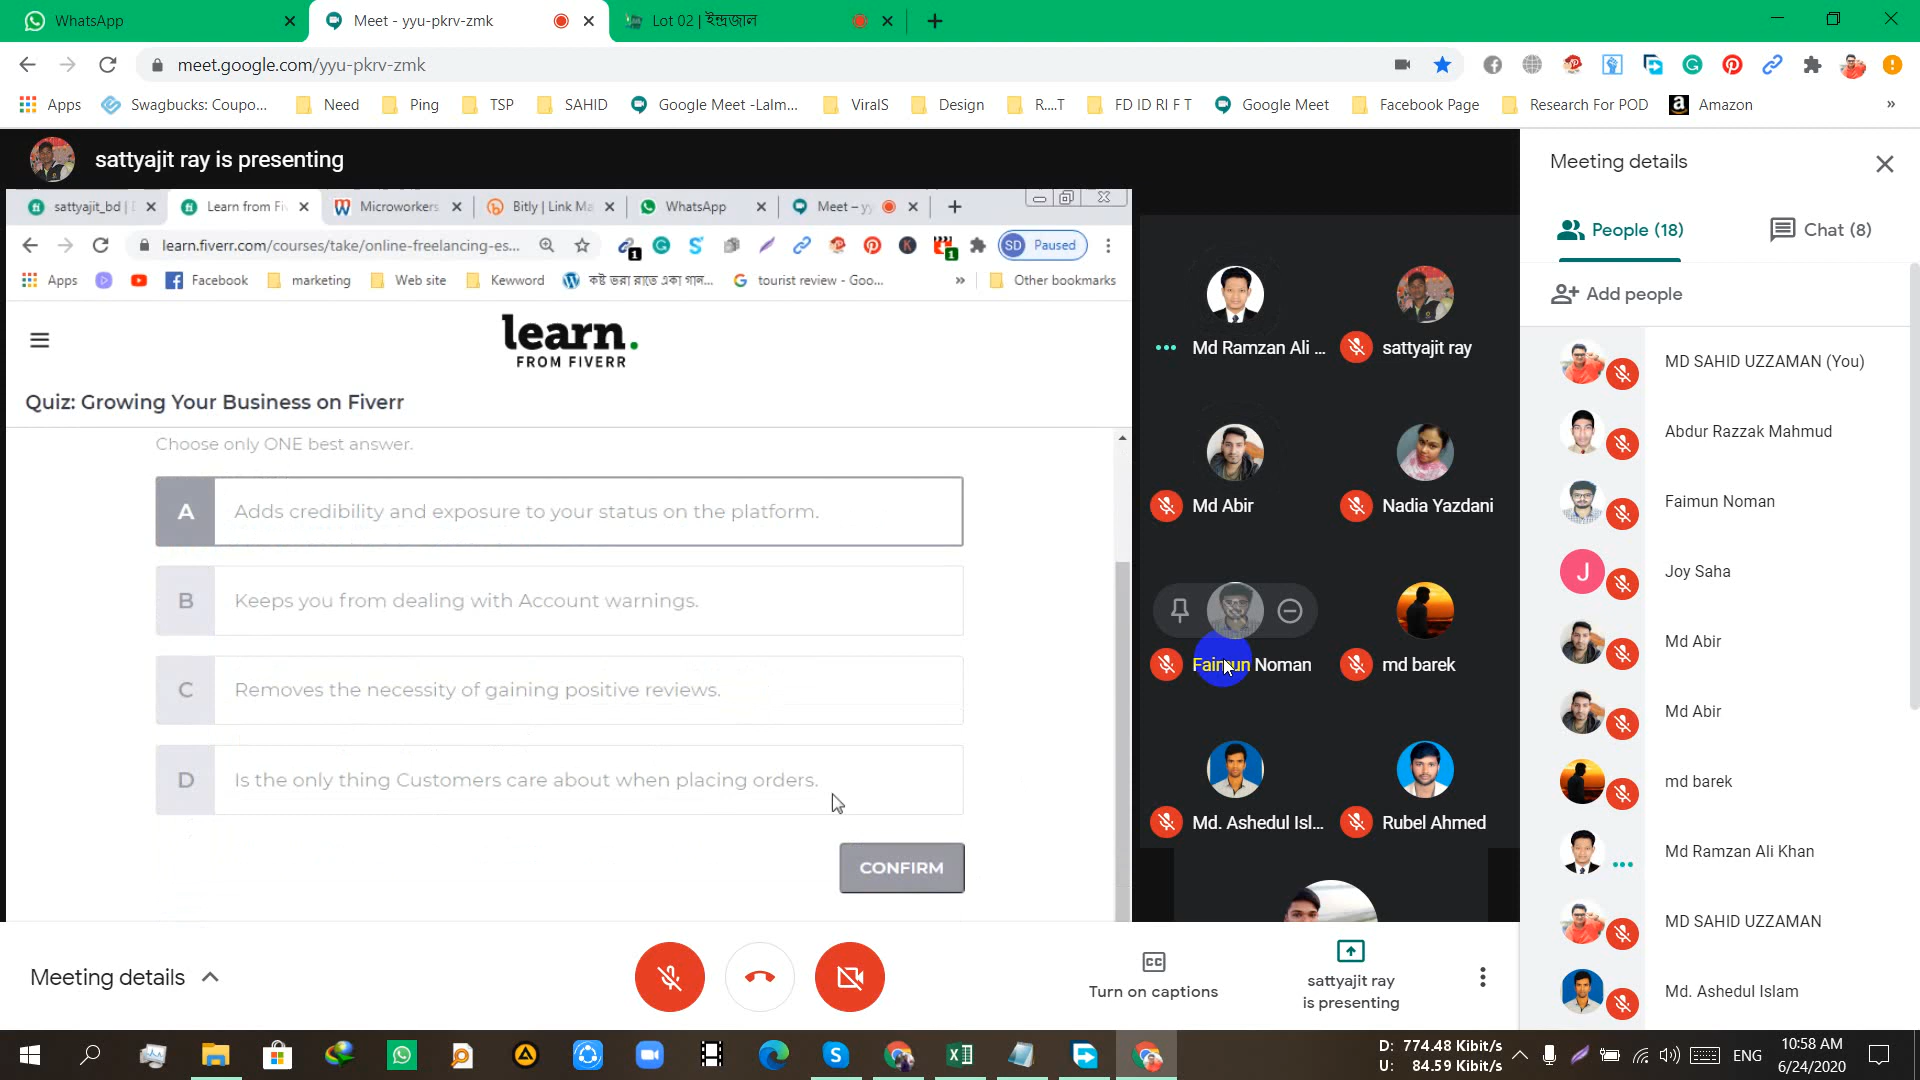 WhatsApp
Meet - yyu-pkrv-zmk
Lot 02 | ইন্দ্রজাল
meet.google.com/yyu-pkrv-zmk
Apps
Swagbucks: Coupo...
Need
Ping
TSP
SAHID
Google Meet -Lalm...
ViralS
Design
R....T
FD ID RI F T
Google Meet
Facebook Page
Research For POD
Amazon
»
sattyajit ray is presenting
sattyajit_bd |
Learn from Fi
Microworkers
Bitly | Link Ma
WhatsApp
Meet – yy
learn.fiverr.com/courses/take/online-freelancing-es...
1
1
SD Paused
Apps
Facebook
marketing
Web site
Kewword
কষ্ট ভরা রাতে একা গান...
tourist review - Goo...
»
Other bookmarks
learn.
FROM FIVERR
Quiz: Growing Your Business on Fiverr
Choose only ONE best answer.
A Adds credibility and exposure to your status on the platform.
B Keeps you from dealing with Account warnings.
C Removes the necessity of gaining positive reviews.
D Is the only thing Customers care about when placing orders.
CONFIRM
Md Ramzan Ali ...
sattyajit ray
Md Abir
Nadia Yazdani
Faimun Noman
md barek
Md. Ashedul Isl...
Rubel Ahmed
Meeting details
People (18)
Chat (8)
Add people
MD SAHID UZZAMAN (You)
Abdur Razzak Mahmud
Faimun Noman
J
Joy Saha
Md Abir
Md Abir
md barek
Md Ramzan Ali Khan
MD SAHID UZZAMAN
Md. Ashedul Islam
Meeting details
Turn on captions
sattyajit ray
is presenting
D: 774.48 Kibit/s
U: 84.59 Kibit/s
ENG
10:58 AM
6/24/2020